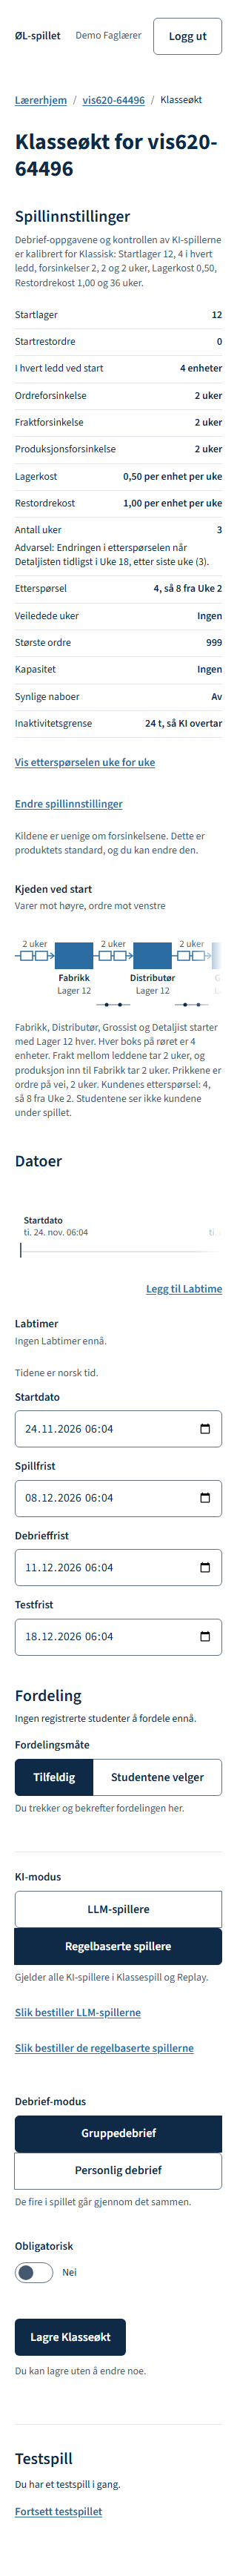 ØL-spillet Demo Faglærer Logg ut
Lærerhjem / vis620-64496 / Klasseøkt
Klasseøkt for vis620-
64496
Spillinnstillinger
Debrief-oppgavene og kontrollen av KI-spillerne
er kalibrert for Klassisk: Startlager 12, 4 i hvert
ledd, forsinkelser 2, 2 og 2 uker, Lagerkost 0,50,
Restordrekost 1,00 og 36 uker.
Startlager 12
Startrestordre 0
I hvert ledd ved start 4 enheter
Ordreforsinkelse 2 uker
Fraktforsinkelse 2 uker
Produksjonsforsinkelse 2 uker
Lagerkost 0,50 per enhet per uke
Restordrekost 1,00 per enhet per uke
Antall uker 3
Advarsel: Endringen i etterspørselen når
Detaljisten tidligst i Uke 18, etter siste uke (3).
Etterspørsel 4, så 8 fra Uke 2
Veiledede uker Ingen
Største ordre 999
Kapasitet Ingen
Synlige naboer Av
Inaktivitetsgrense 24 t, så KI overtar
Vis etterspørselen uke for uke
Endre spillinnstillinger
Kildene er uenige om forsinkelsene. Dette er
produktets standard, og du kan endre den.
Kjeden ved start
Varer mot høyre, ordre mot venstre
2 uker 2 uker 2 uker
Fabrikk Distributør
Lager 12 Lager 12
Fabrikk, Distributør, Grossist og Detaljist starter
med Lager 12 hver. Hver boks på røret er 4
enheter. Frakt mellom leddene tar 2 uker, og
produksjon inn til Fabrikk tar 2 uker. Prikkene er
ordre på vei, 2 uker. Kundenes etterspørsel: 4,
så 8 fra Uke 2. Studentene ser ikke kundene
under spillet.
Datoer
Startdato
ti. 24. nov. 06:04 ti.
Legg til Labtime
Labtimer
Ingen Labtimer ennå.
Tidene er norsk tid.
Startdato
24.11.2026 06:04
Spillfrist
08.12.2026 06:04
Debrieffrist
11.12.2026 06:04
Testfrist
18.12.2026 06:04
Fordeling
Ingen registrerte studenter å fordele ennå.
Fordelingsmåte
Tilfeldig Studentene velger
Du trekker og bekrefter fordelingen her.
KI-modus
LLM-spillere
Regelbaserte spillere
Gjelder alle KI-spillere i Klassespill og Replay.
Slik bestiller LLM-spillerne
Slik bestiller de regelbaserte spillerne
Debrief-modus
Gruppedebrief
Personlig debrief
De fire i spillet går gjennom det sammen.
Obligatorisk
Nei
Lagre Klasseøkt
Du kan lagre uten å endre noe.
Testspill
Du har et testspill i gang.
Fortsett testspillet